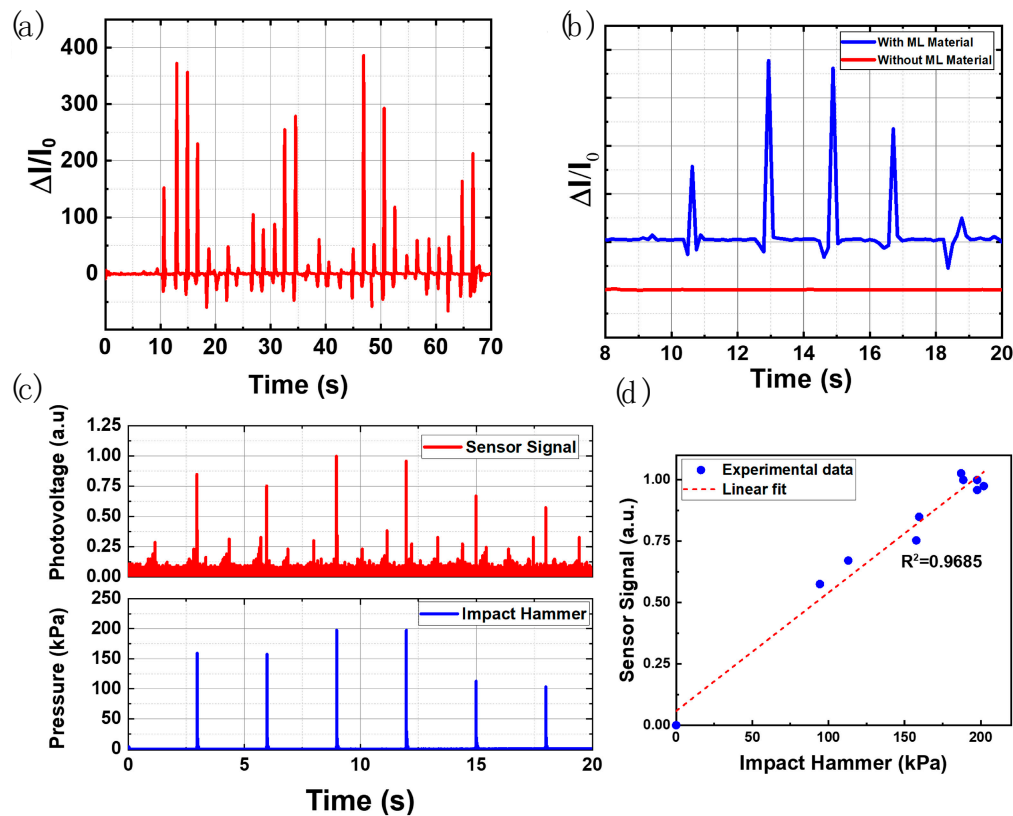 (a)
400
300
200
100
0
ΔI/I0
0 10 20 30 40 50 60 70
Time (s)
(b)
With ML Material
Without ML Material
ΔI/I0
8 10 12 14 16 18 20
Time (s)
(c)
1.25
1.00
0.75
0.50
0.25
0.00
Photovoltage (a.u)
Sensor Signal
250
200
150
100
50
0
Pressure (kPa)
Impact Hammer
0 5 10 15 20
Time (s)
(d)
1.00
0.75
0.50
0.25
0.00
Sensor Signal (a.u.)
Experimental data
Linear fit
R²=0.9685
0 50 100 150 200
Impact Hammer (kPa)